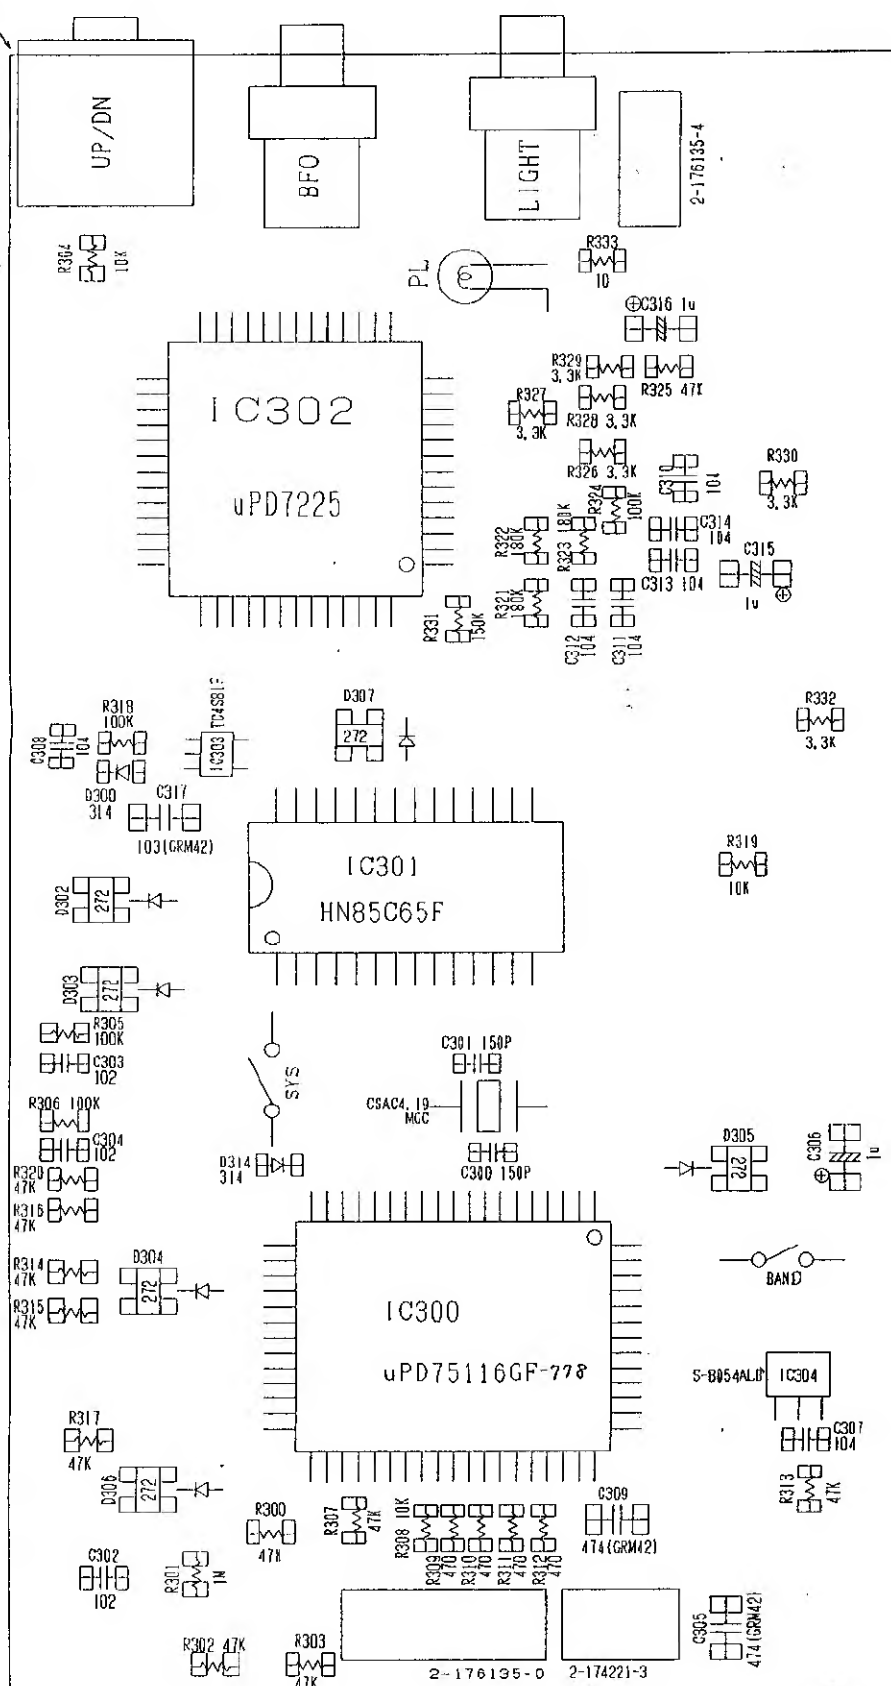 UP/DN
BFO
LIGHT
2-176135-4
R304
10K
PL
R333
10
⊕C316 1u
IC302
uPD7225
R329
3.3K
R325 47K
R327
3.3K
R328 3.3K
R326 3.3K
R324
100K
C310
104
R330
3.3K
R322
180K
180K
R323
C314
104
C313 104
C315
1u
⊕
R321
180K
C312
104
C311
104
R331
150K
C308
104
R318
100K
TC4S81F
IC303
D300
314
D307
272
R332
3.3K
C317
103(GRM42)
IC301
HN85C65F
R319
10K
D302
272
D303
272
R305
100K
C303
102
SYS
C301 150P
CSAC4.19
MGC
C300 150P
R306 100K
C304
102
R320
47K
R316
47K
D314
314
D305
272
C306
1u
⊕
R314
47K
R315
47K
D304
272
BAND
IC300
uPD75116GF-778
S-8054ALB
IC304
C307
104
R313
47K
R317
47K
D306
272
R300
47K
R307
47K
10K
R308
R309
470
R310
470
R311
470
R312
470
C309
474(GRM42)
C302
102
R301
1M
R302 47K
R303
47K
2-176135-0
2-174221-3
C305
474(GRM42)